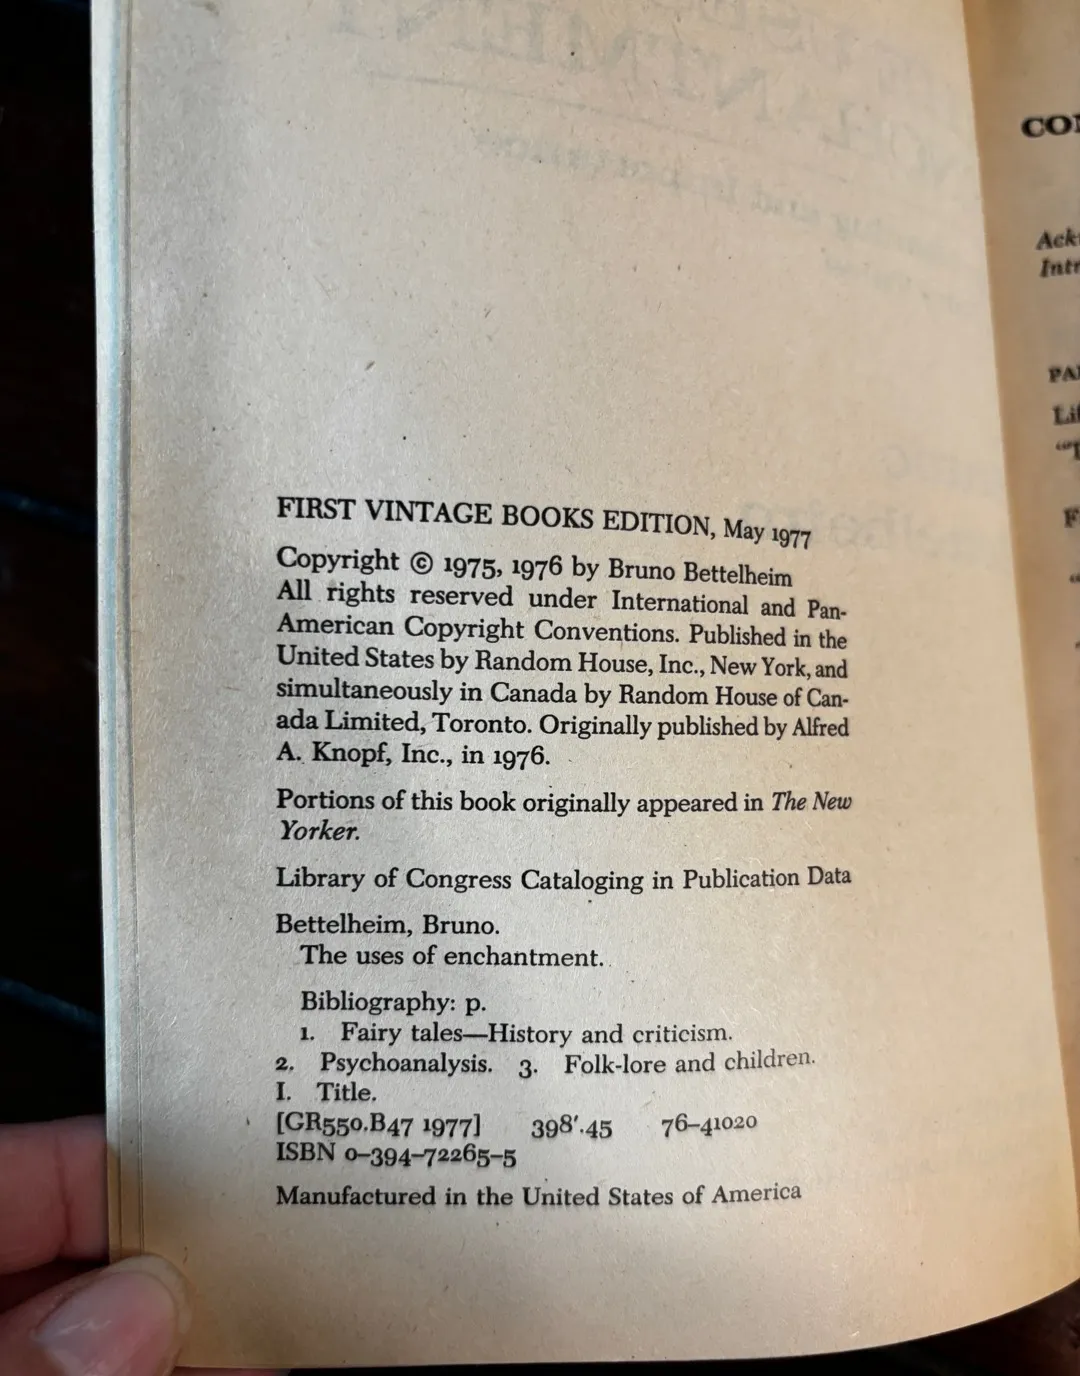 FIRST VINTAGE BOOKS EDITION, May 1977
Copyright © 1975, 1976 by Bruno Bettelheim
All rights reserved under International and Pan-
American Copyright Conventions. Published in the
United States by Random House, Inc., New York, and
simultaneously in Canada by Random House of Can-
ada Limited, Toronto. Originally published by Alfred
A. Knopf, Inc., in 1976.
Portions of this book originally appeared in The New
Yorker.
Library of Congress Cataloging in Publication Data
Bettelheim, Bruno.
The uses of enchantment.
Bibliography: p.
1. Fairy tales—History and criticism.
2. Psychoanalysis. 3. Folk-lore and children.
I. Title.
[GR550.B47 1977] 398'.45 76-41020
ISBN 0-394-72265-5
Manufactured in the United States of America